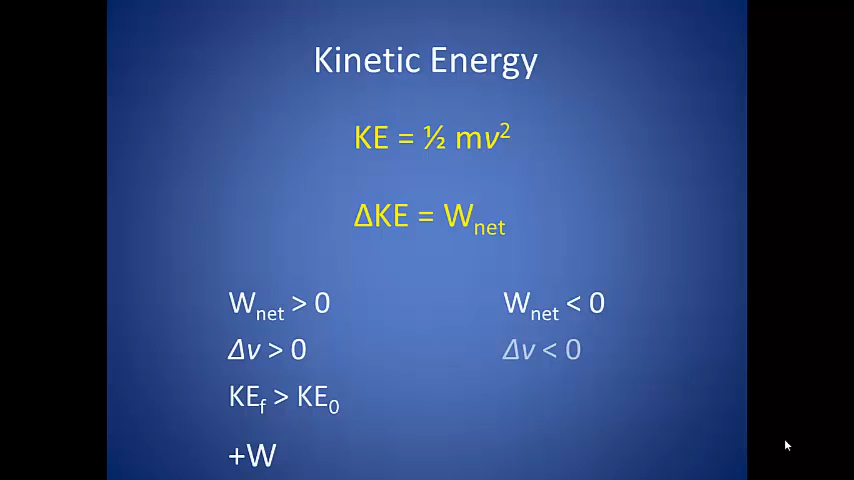 Kinetic Energy
KE = ½ mv²
ΔKE = Wnet
Wnet > 0
Δv > 0
KEf > KE0
+W
Wnet < 0
Δv < 0